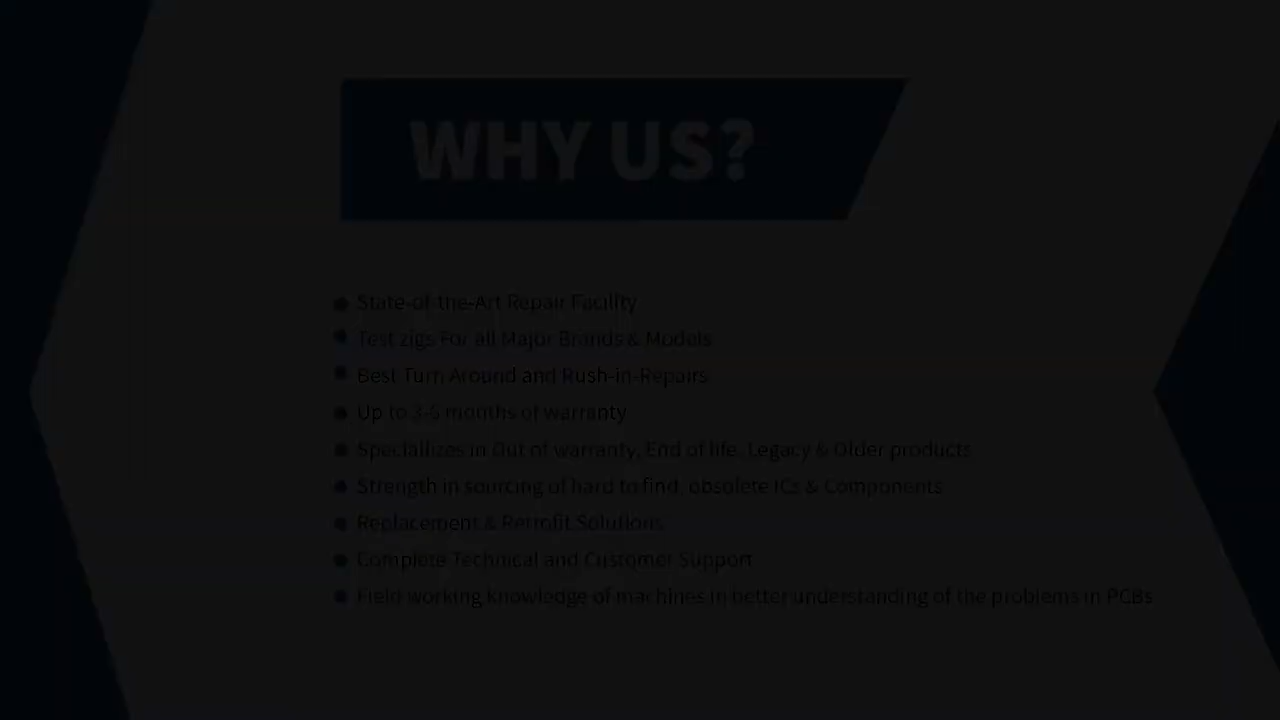 WHY US?
State-of-the-Art Repair Facility
Test zigs For all Major Brands & Models
Best Turn Around and Rush-in-Repairs
Up to 3-6 months of warranty
Speciallizes in Out of warranty, End of life, Legacy & Older products
Strength in sourcing of hard to find, obsolete ICs & Components
Replacement & Retrofit Solutions
Complete Technical and Customer Support
Field working knowledge of machines in better understanding of the problems in PCBs